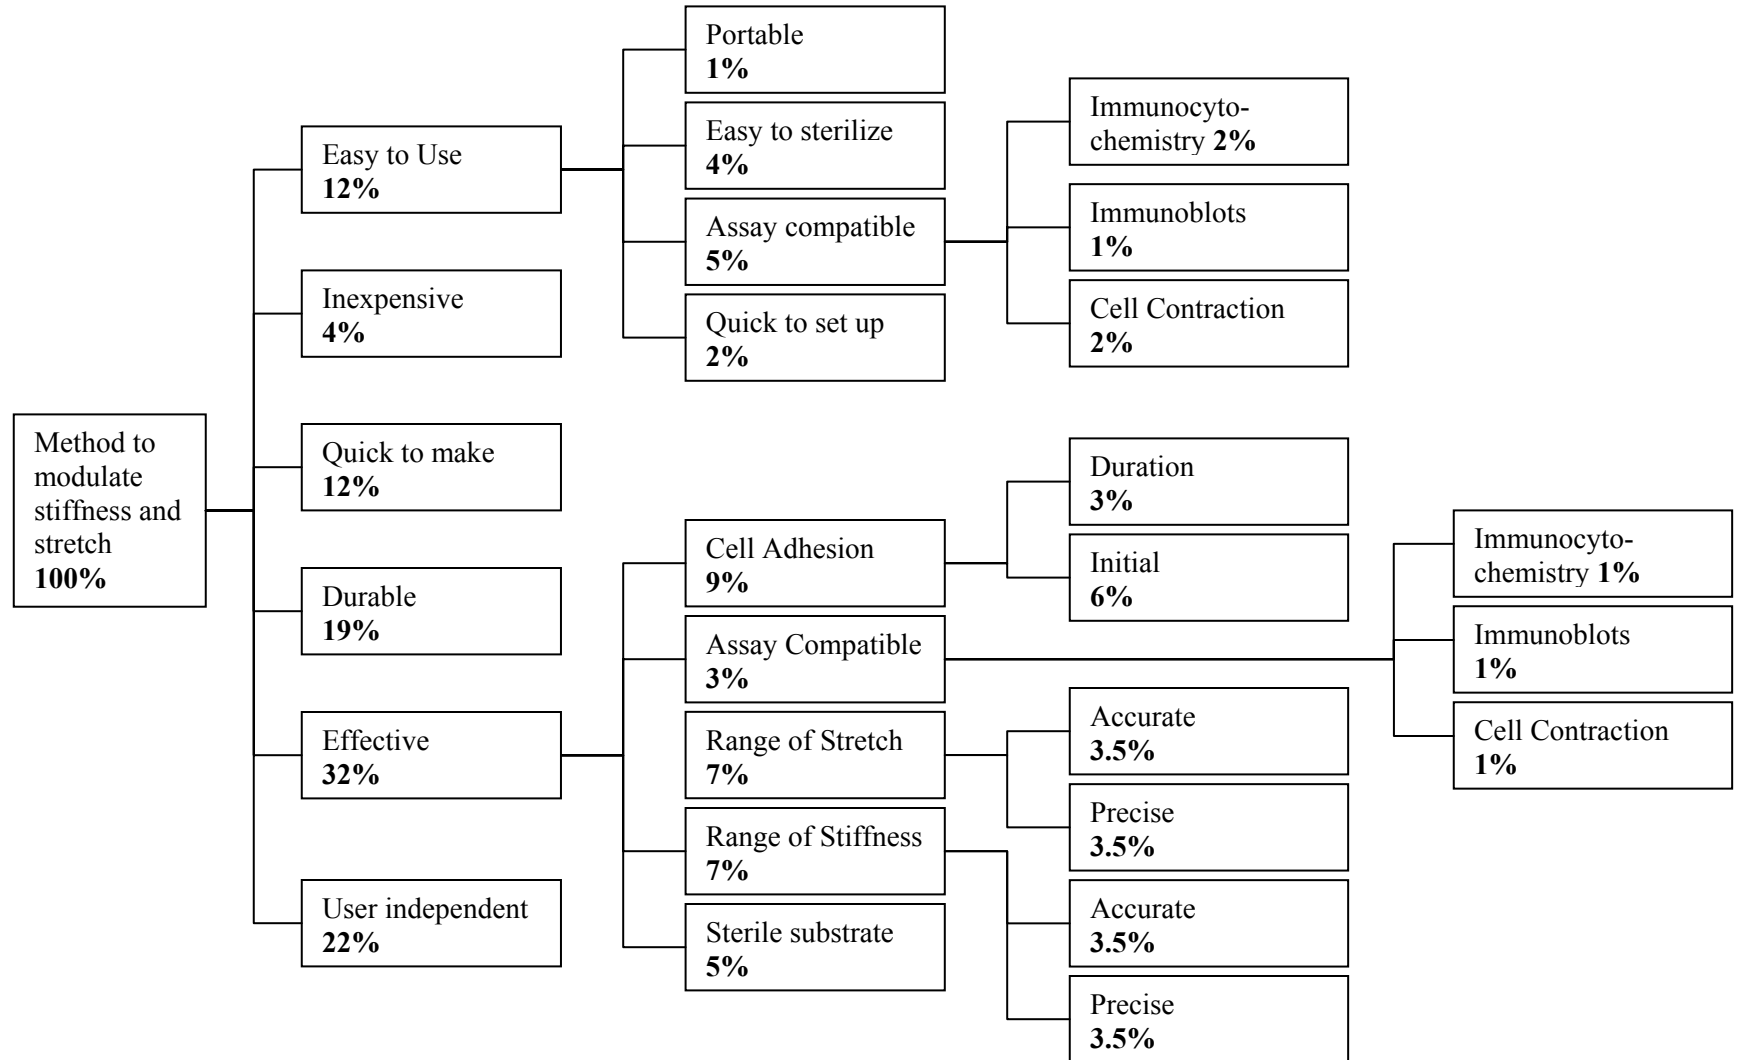 Method to
modulate
stiffness and
stretch
100%
Easy to Use
12%
Inexpensive
4%
Quick to make
12%
Durable
19%
Effective
32%
User independent
22%
Portable
1%
Easy to sterilize
4%
Assay compatible
5%
Quick to set up
2%
Immunocyto-
chemistry 2%
Immunoblots
1%
Cell Contraction
2%
Cell Adhesion
9%
Assay Compatible
3%
Range of Stretch
7%
Range of Stiffness
7%
Sterile substrate
5%
Duration
3%
Initial
6%
Accurate
3.5%
Precise
3.5%
Accurate
3.5%
Precise
3.5%
Immunocyto-
chemistry 1%
Immunoblots
1%
Cell Contraction
1%